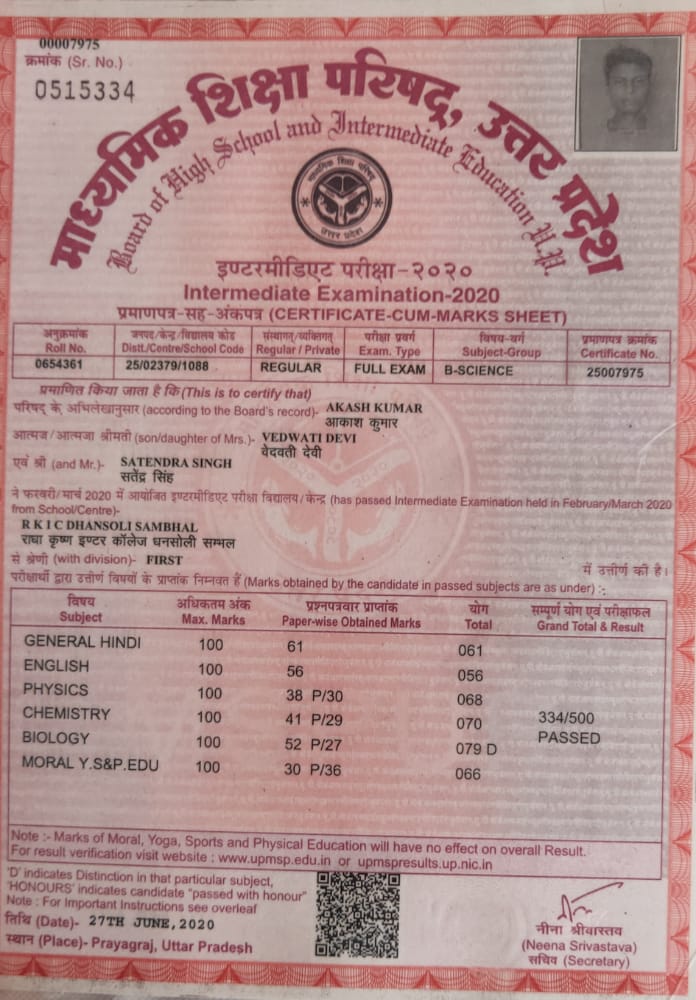 00007975
क्रमांक (Sr. No.)
0515334
माध्यमिक शिक्षा परिषद्, उत्तर प्रदेश
Board of High School and Intermediate Education U.P.
माध्यमिक शिक्षा परिषद्
उत्तर प्रदेश
इण्टरमीडिएट परीक्षा-२०२०
Intermediate Examination-2020
प्रमाणपत्र-सह-अंकपत्र (CERTIFICATE-CUM-MARKS SHEET)
अनुक्रमांक जनपद/केन्द्र/विद्यालय कोड संस्थागत/व्यक्तिगत परीक्षा प्रवर्ग विषय-वर्ग प्रमाणपत्र क्रमांक
Roll No. Distt./Centre/School Code Regular / Private Exam. Type Subject-Group Certificate No.
0654361 25/02379/1088 REGULAR FULL EXAM B-SCIENCE 25007975
प्रमाणित किया जाता है कि (This is to certify that)
परिषद् के अभिलेखानुसार (according to the Board's record)- AKASH KUMAR
आकाश कुमार
आत्मज/आत्मजा श्रीमती (son/daughter of Mrs.)- VEDWATI DEVI
वेदवती देवी
एवं श्री (and Mr.)- SATENDRA SINGH
सतेंद्र सिंह
ने फरवरी/मार्च 2020 में आयोजित इण्टरमीडिएट परीक्षा विद्यालय/केन्द्र (has passed Intermediate Examination held in February/March 2020
from School/Centre)-
R K I C DHANSOLI SAMBHAL
राधा कृष्ण इण्टर कॉलेज धनसोली सम्भल
से श्रेणी (with division)- FIRST में उत्तीर्ण की है।
परीक्षार्थी द्वारा उत्तीर्ण विषयों के प्राप्तांक निम्नवत् हैं (Marks obtained by the candidate in passed subjects are as under) :-
विषय अधिकतम अंक प्रश्नपत्रवार प्राप्तांक योग सम्पूर्ण योग एवं परीक्षाफल
Subject Max. Marks Paper-wise Obtained Marks Total Grand Total & Result
GENERAL HINDI 100 61 061
ENGLISH 100 56 056
PHYSICS 100 38 P/30 068
CHEMISTRY 100 41 P/29 070 334/500
BIOLOGY 100 52 P/27 079 D PASSED
MORAL Y.S&P.EDU 100 30 P/36 066
Note :- Marks of Moral, Yoga, Sports and Physical Education will have no effect on overall Result.
For result verification visit website : www.upmsp.edu.in or upmspresults.up.nic.in
'D' indicates Distinction in that particular subject,
'HONOURS' indicates candidate "passed with honour"
Note : For Important Instructions see overleaf
तिथि (Date)- 27TH JUNE, 2020
स्थान (Place)- Prayagraj, Uttar Pradesh
नीना श्रीवास्तव
(Neena Srivastava)
सचिव (Secretary)